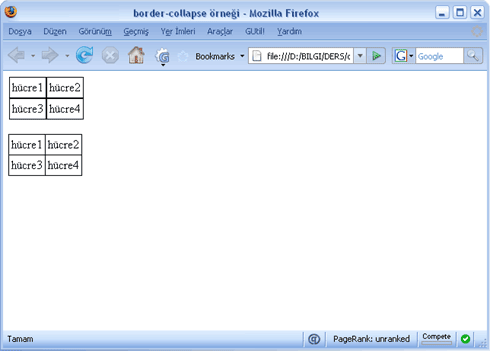 border-collapse örneği - Mozilla Firefox
Dosya Düzen Görünüm Geçmiş Yer İmleri Araçlar GUtil! Yardım
Bookmarks file:///D:/BILGI/DERS/c G Google
hücre1 hücre2
hücre3 hücre4
hücre1 hücre2
hücre3 hücre4
Tamam @ PageRank: unranked Compete